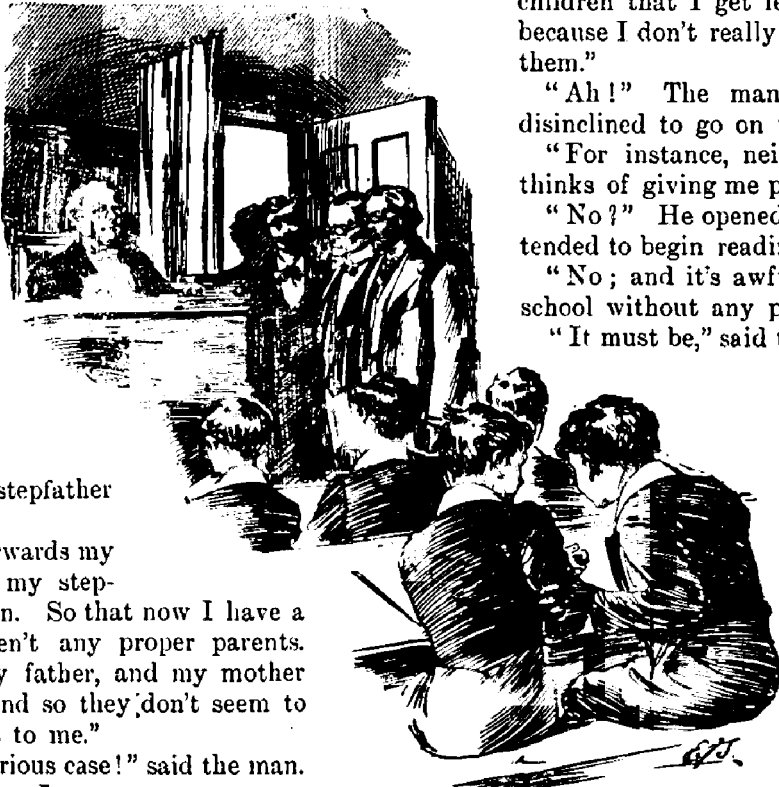 stepfather
rwards my
my step-
n. So that now I have a
en't any proper parents.
y father, and my mother
nd so they don't seem to
to me."
rious case!" said the man.
children that I get le
because I don't really
them."
"Ah!" The man
disinclined to go on
"For instance, nei
thinks of giving me p
"No?" He opened
tended to begin readi
"No; and it's awf
school without any p
"It must be," said t